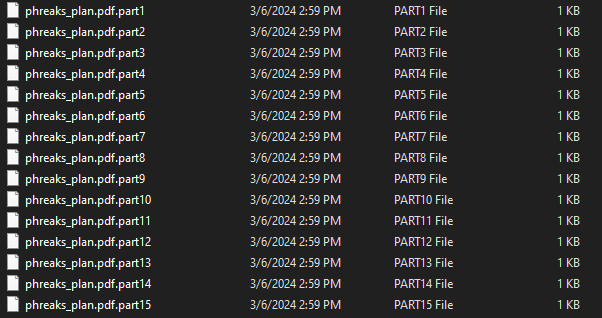 phreaks_plan.pdf.part1 3/6/2024 2:59 PM PART1 File 1 KB
phreaks_plan.pdf.part2 3/6/2024 2:59 PM PART2 File 1 KB
phreaks_plan.pdf.part3 3/6/2024 2:59 PM PART3 File 1 KB
phreaks_plan.pdf.part4 3/6/2024 2:59 PM PART4 File 1 KB
phreaks_plan.pdf.part5 3/6/2024 2:59 PM PART5 File 1 KB
phreaks_plan.pdf.part6 3/6/2024 2:59 PM PART6 File 1 KB
phreaks_plan.pdf.part7 3/6/2024 2:59 PM PART7 File 1 KB
phreaks_plan.pdf.part8 3/6/2024 2:59 PM PART8 File 1 KB
phreaks_plan.pdf.part9 3/6/2024 2:59 PM PART9 File 1 KB
phreaks_plan.pdf.part10 3/6/2024 2:59 PM PART10 File 1 KB
phreaks_plan.pdf.part11 3/6/2024 2:59 PM PART11 File 1 KB
phreaks_plan.pdf.part12 3/6/2024 2:59 PM PART12 File 1 KB
phreaks_plan.pdf.part13 3/6/2024 2:59 PM PART13 File 1 KB
phreaks_plan.pdf.part14 3/6/2024 2:59 PM PART14 File 1 KB
phreaks_plan.pdf.part15 3/6/2024 2:59 PM PART15 File 1 KB